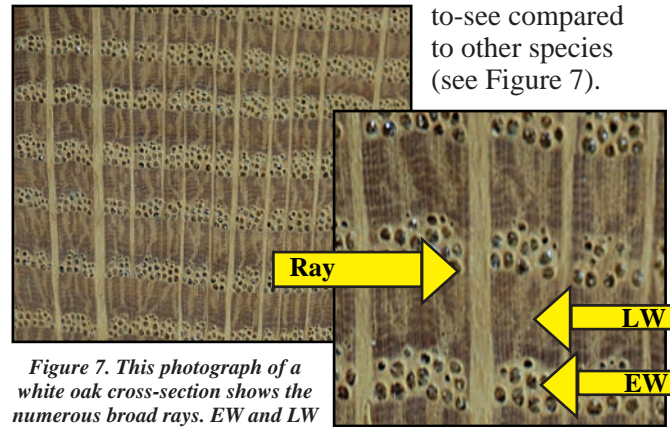 to-see compared
to other species
(see Figure 7).
Ray
LW
EW
Figure 7. This photograph of a
white oak cross-section shows the
numerous broad rays. EW and LW